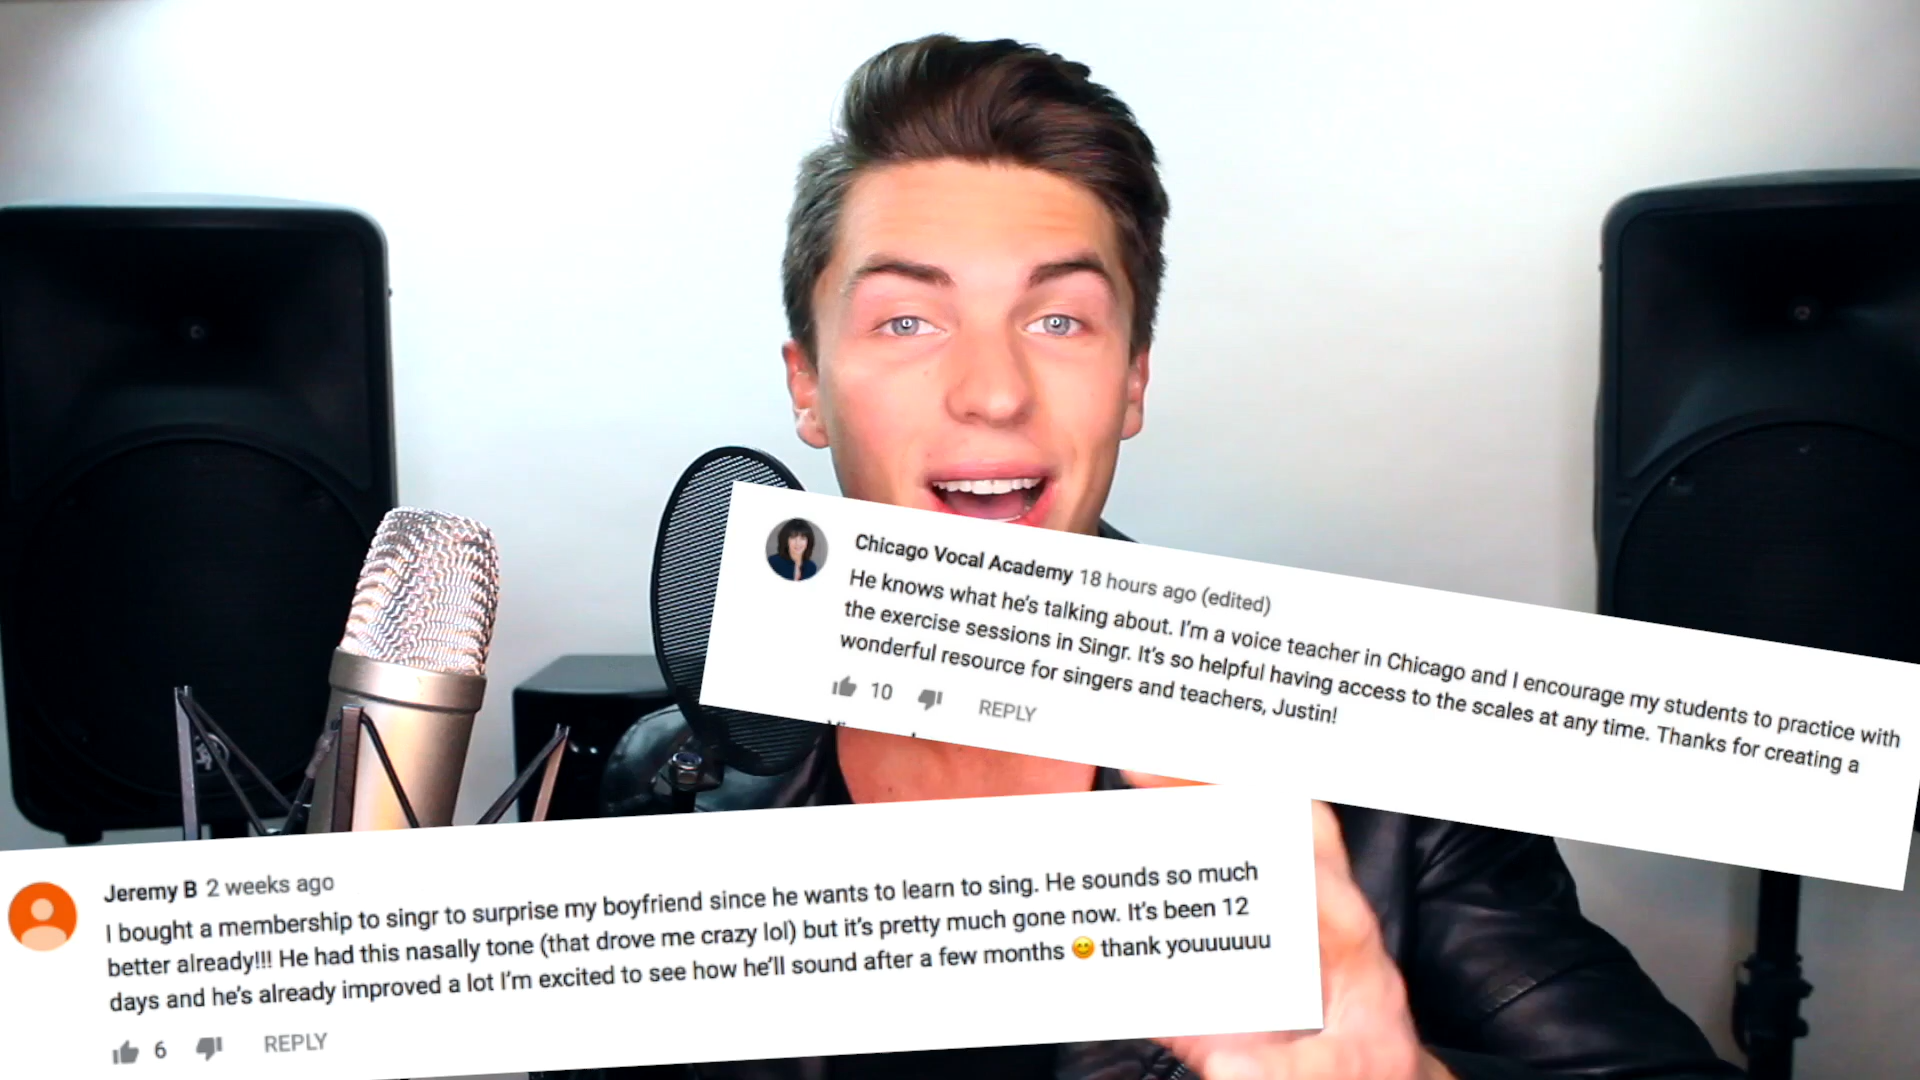 Chicago Vocal Academy 18 hours ago (edited)
He knows what he's talking about. I'm a voice teacher in Chicago and I encourage my students to practice with
the exercise sessions in Singr. It's so helpful having access to the scales at any time. Thanks for creating a
wonderful resource for singers and teachers, Justin!
10 REPLY
Jeremy B 2 weeks ago
I bought a membership to singr to surprise my boyfriend since he wants to learn to sing. He sounds so much
better already!!! He had this nasally tone (that drove me crazy lol) but it's pretty much gone now. It's been 12
days and he's already improved a lot I'm excited to see how he'll sound after a few months 😊 thank youuuuuu
6 REPLY